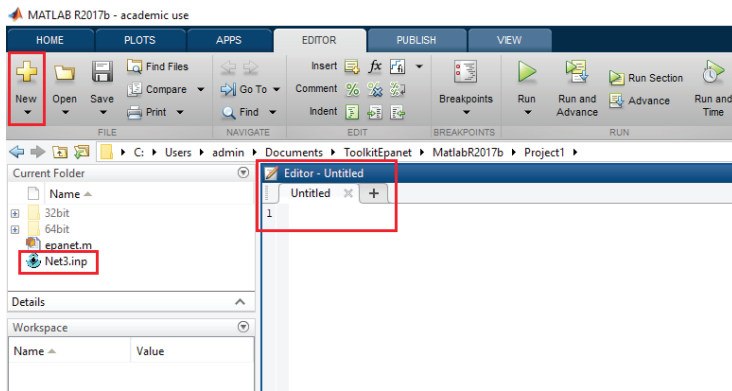 MATLAB R2017b - academic use
HOME PLOTS APPS EDITOR PUBLISH VIEW
Find Files Insert fx
Compare Go To Comment Run Section
New Open Save Print Find Indent Breakpoints Run Run and Advance Advance Run and Time
FILE NAVIGATE EDIT BREAKPOINTS RUN
C: Users admin Documents ToolkitEpanet MatlabR2017b Project1
Current Folder
Name
32bit
64bit
epanet.m
Net3.inp
Details
Workspace
Name Value
Editor - Untitled
Untitled +
1